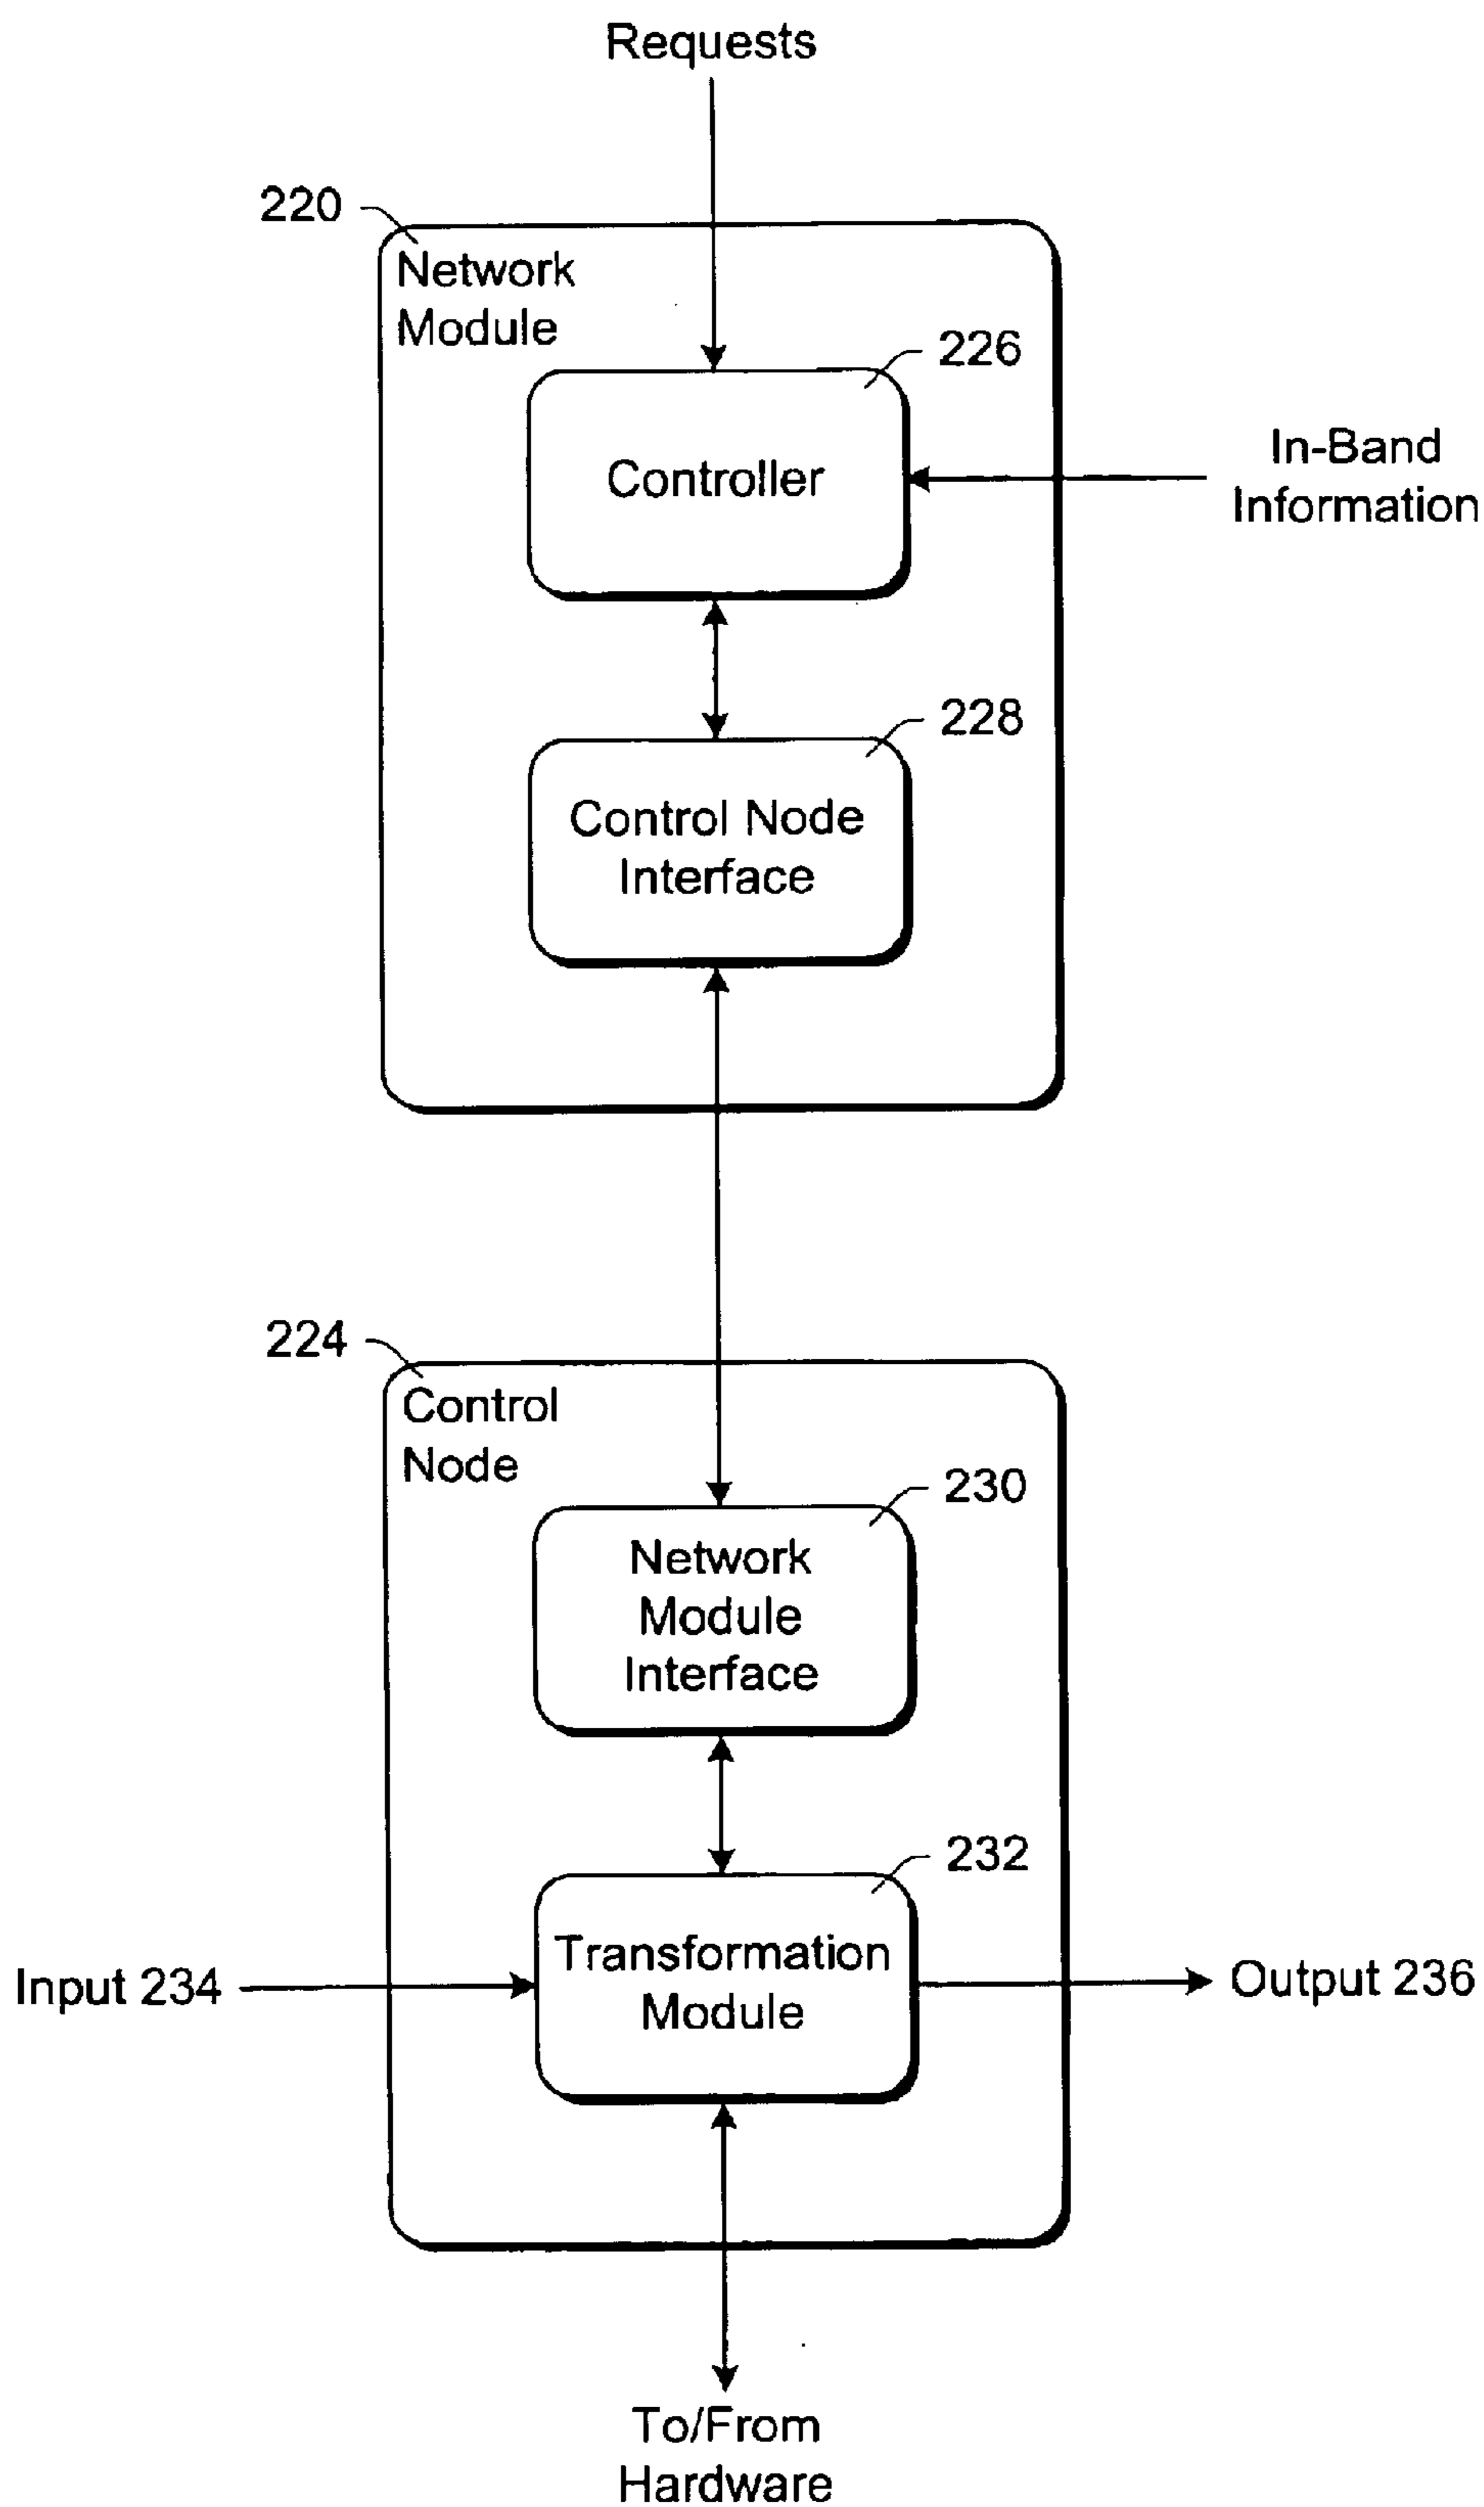 Requests
220
Network
Module
226
Controller
In-Band
Information
228
Control Node
Interface
224
Control
Node
230
Network
Module
Interface
232
Transformation
Module
Input 234
Output 236
To/From
Hardware